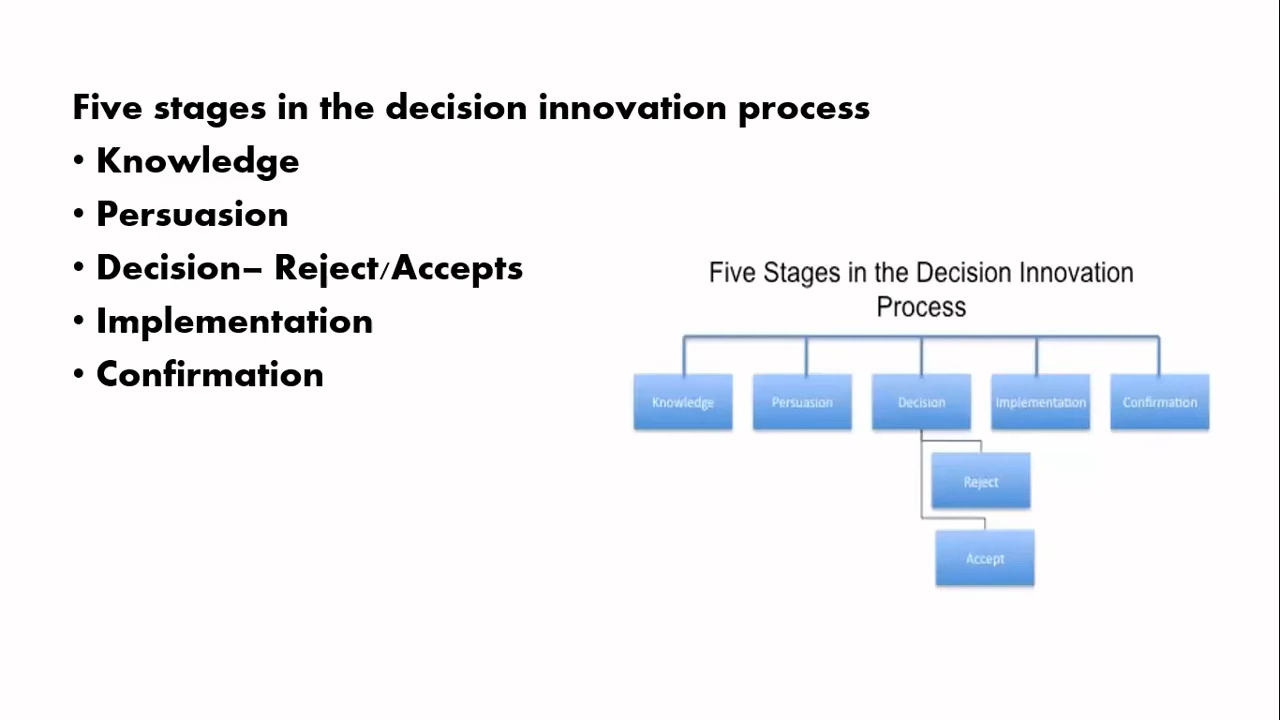 Five stages in the decision innovation process
• Knowledge
• Persuasion
• Decision– Reject/Accepts
• Implementation
• Confirmation
Five Stages in the Decision Innovation
Process
Knowledge
Persuasion
Decision
Implementation
Confirmation
Reject
Accept